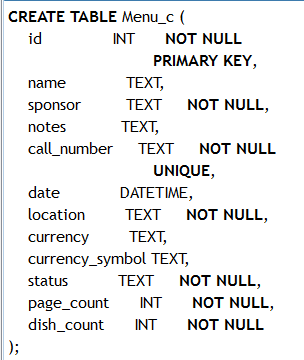 CREATE TABLE Menu_c (
id INT NOT NULL
PRIMARY KEY,
name TEXT,
sponsor TEXT NOT NULL,
notes TEXT,
call_number TEXT NOT NULL
UNIQUE,
date DATETIME,
location TEXT NOT NULL,
currency TEXT,
currency_symbol TEXT,
status TEXT NOT NULL,
page_count INT NOT NULL,
dish_count INT NOT NULL
);